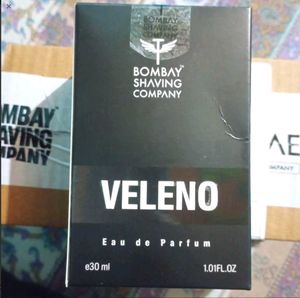 BOMBAY
SHAVING
COMPANY
VELENO
Eau de Parfum
e30 ml
1.01FL.OZ
BOMBAY
SHAVING
COMPANY